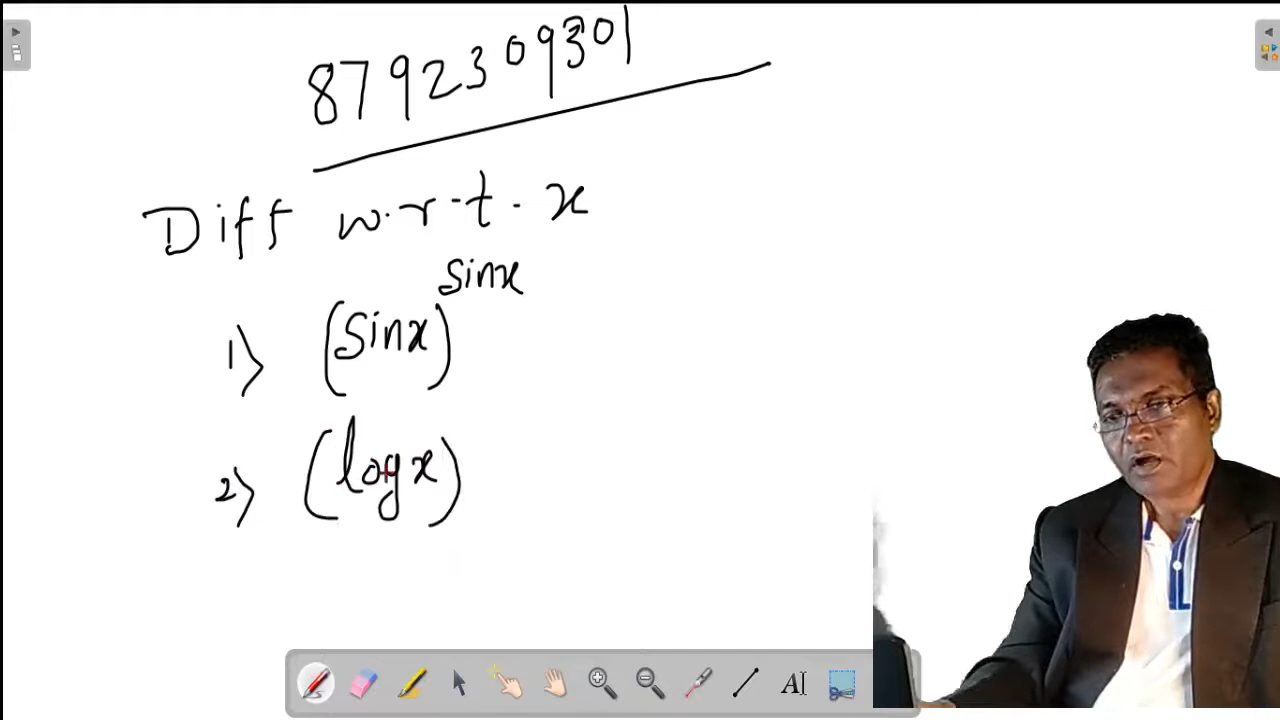 8792309301
Diff w.r.t. x
1) (sinx)^sinx
2) (logx)